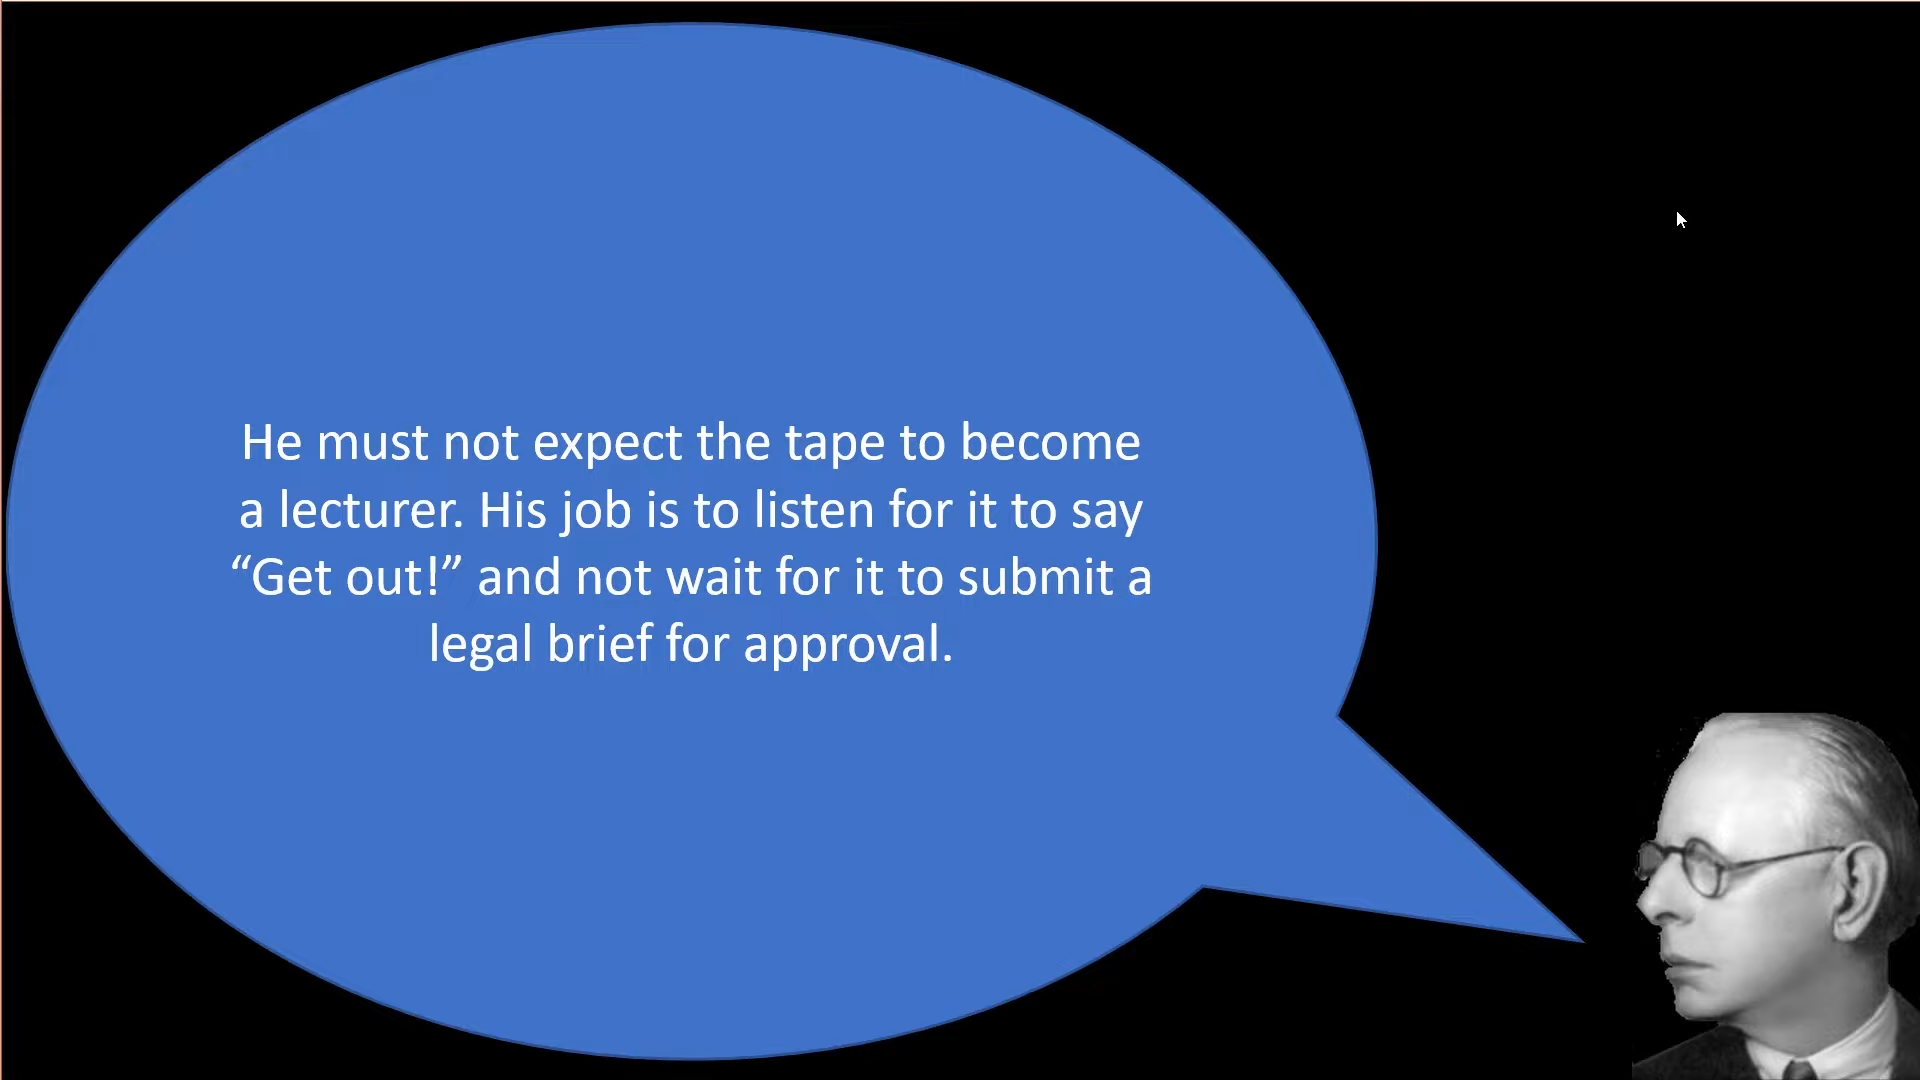 He must not expect the tape to become
a lecturer. His job is to listen for it to say
“Get out!” and not wait for it to submit a
legal brief for approval.